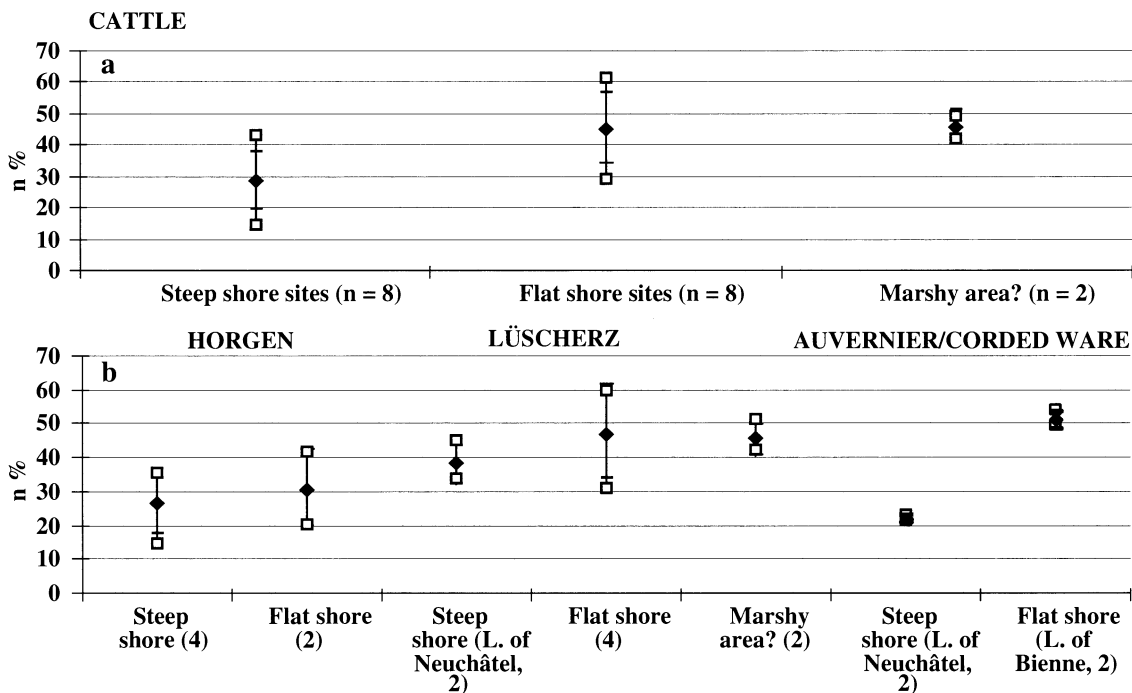 CATTLE
a
70
60
50
40
30
20
10
0
n %
Steep shore sites (n = 8)
Flat shore sites (n = 8)
Marshy area? (n = 2)
HORGEN
LÜSCHERZ
AUVERNIER/CORDED WARE
b
70
60
50
40
30
20
10
0
n %
Steep
shore (4)
Flat shore
(2)
Steep
shore (L. of
Neuchâtel,
2)
Flat shore
(4)
Marshy
area? (2)
Steep
shore (L. of
Neuchâtel,
2)
Flat shore
(L. of
Bienne, 2)